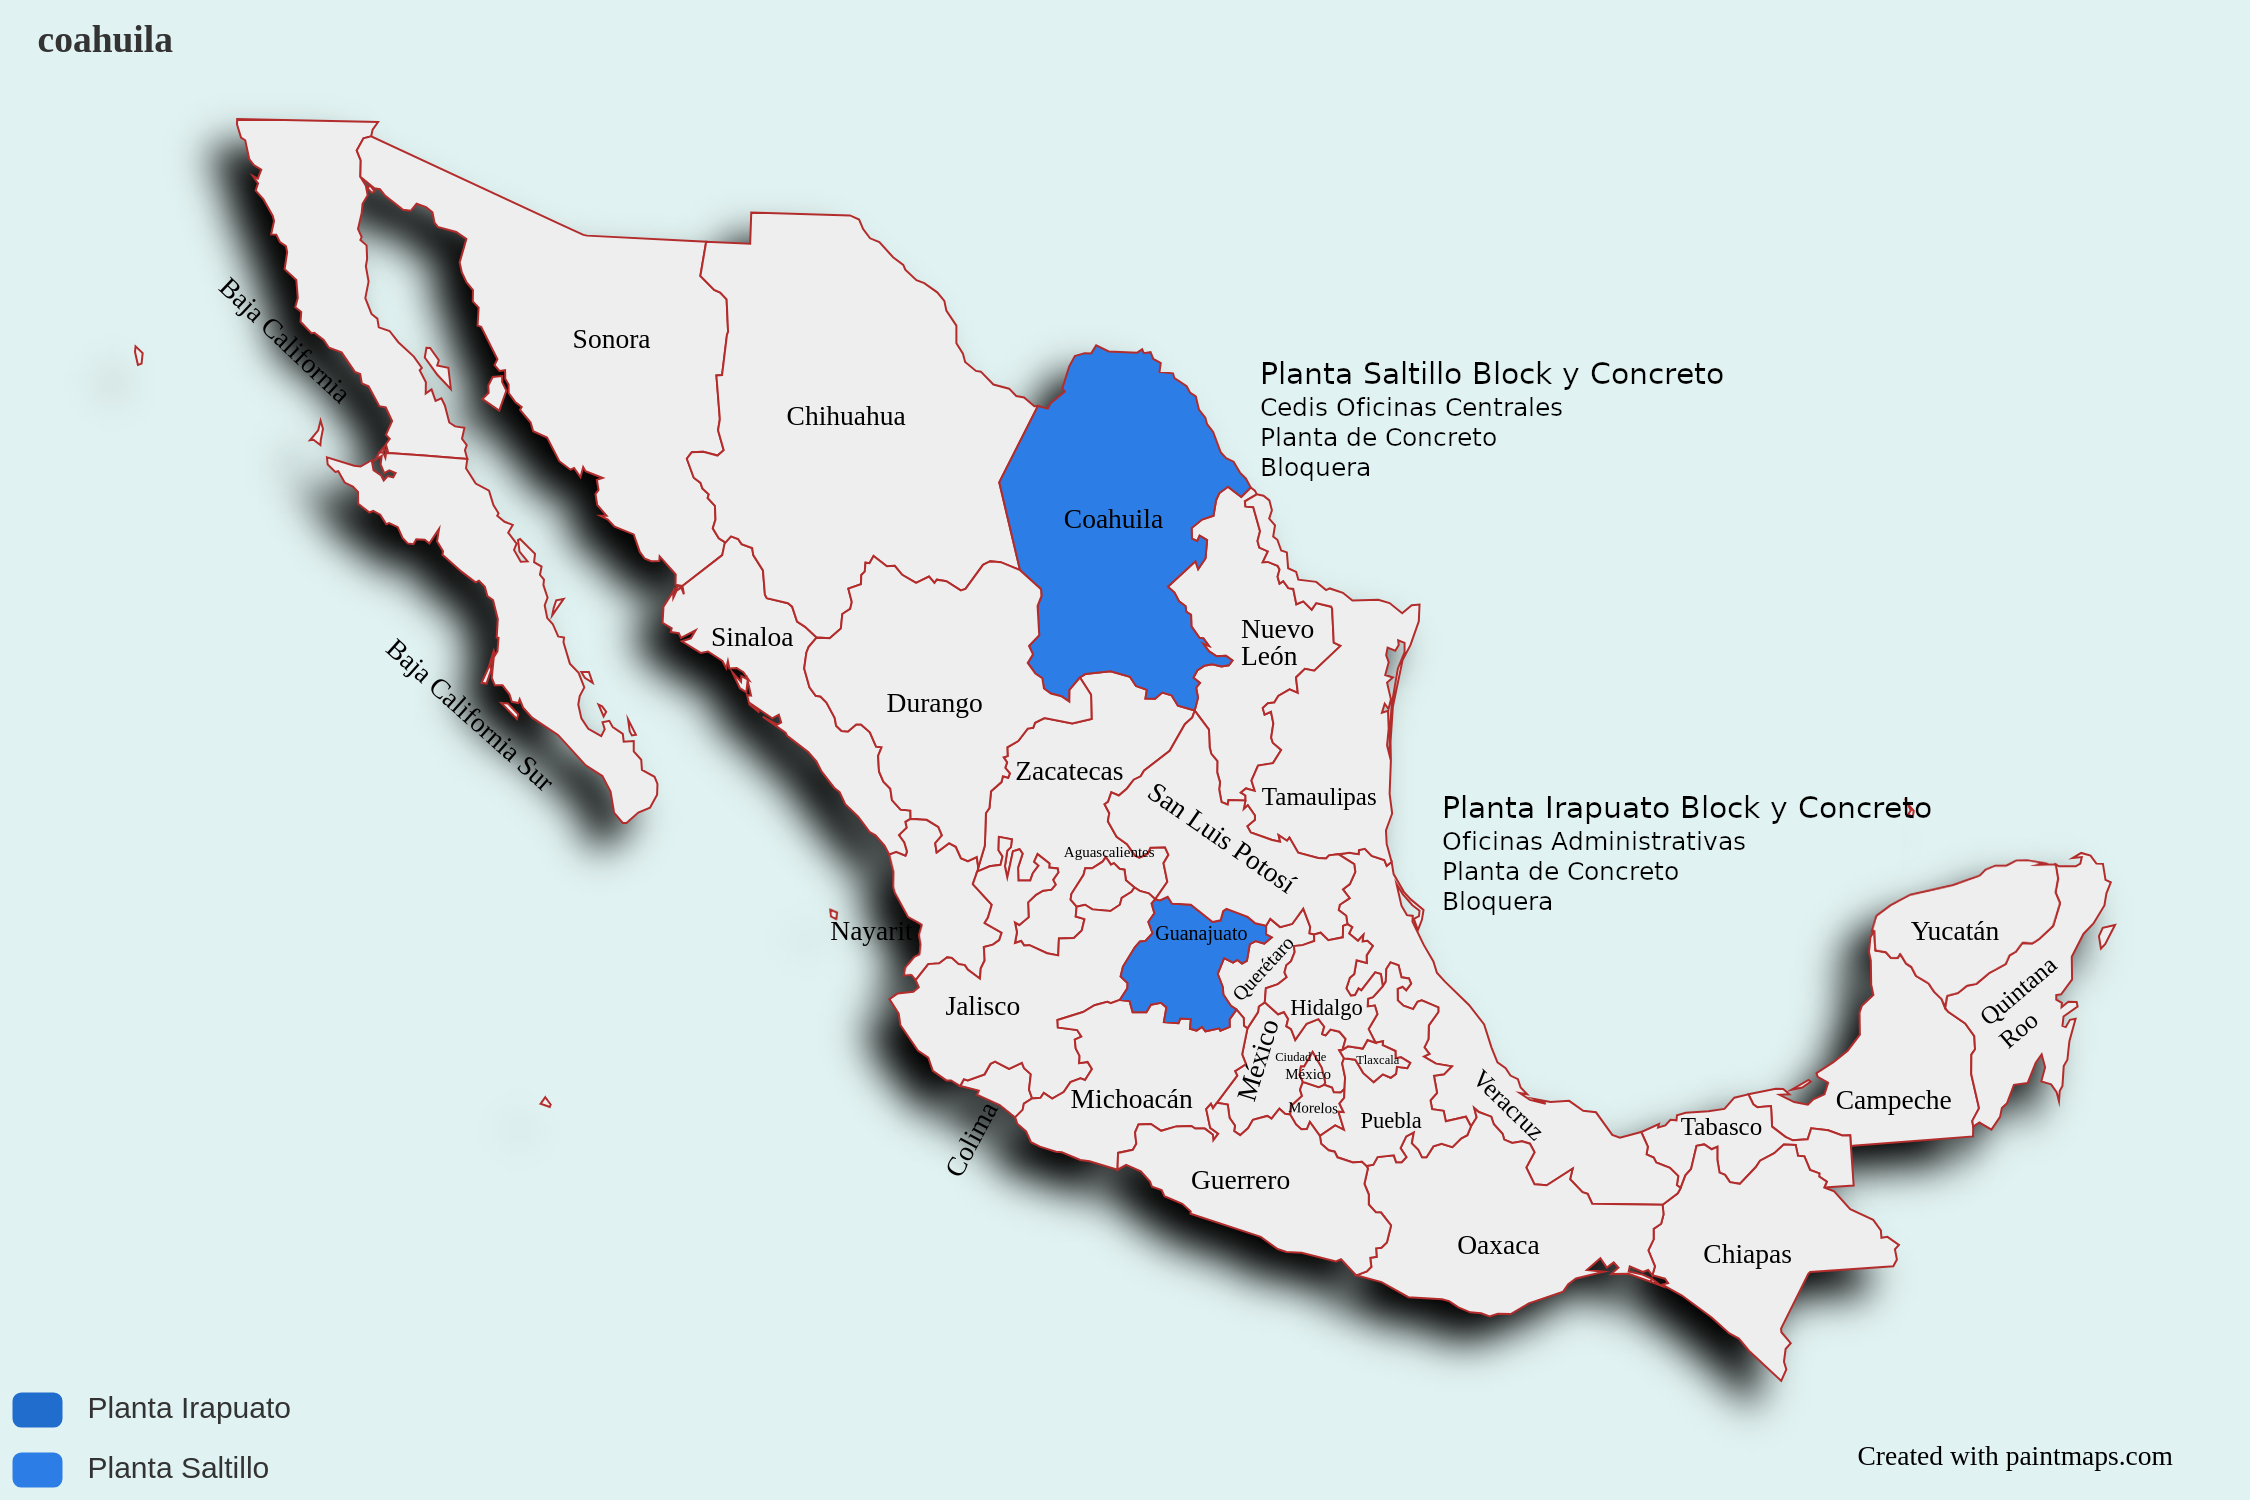 coahuila
Baja California
Sonora
Chihuahua
Planta Saltillo Block y Concreto
Cedis Oficinas Centrales
Planta de Concreto
Bloquera
Coahuila
Baja California Sur
Sinaloa
Nuevo
León
Durango
Zacatecas
San Luis Potosí
Tamaulipas
Planta Irapuato Block y Concreto
Oficinas Administrativas
Planta de Concreto
Bloquera
Aguascalientes
Nayarit
Guanajuato
Querétaro
Yucatán
Quintana
Roo
Jalisco
Hidalgo
México
Ciudad de
México
Tlaxcala
Michoacán
Morelos
Puebla
Veracruz
Colima
Campeche
Tabasco
Guerrero
Oaxaca
Chiapas
Planta Irapuato
Planta Saltillo
Created with paintmaps.com